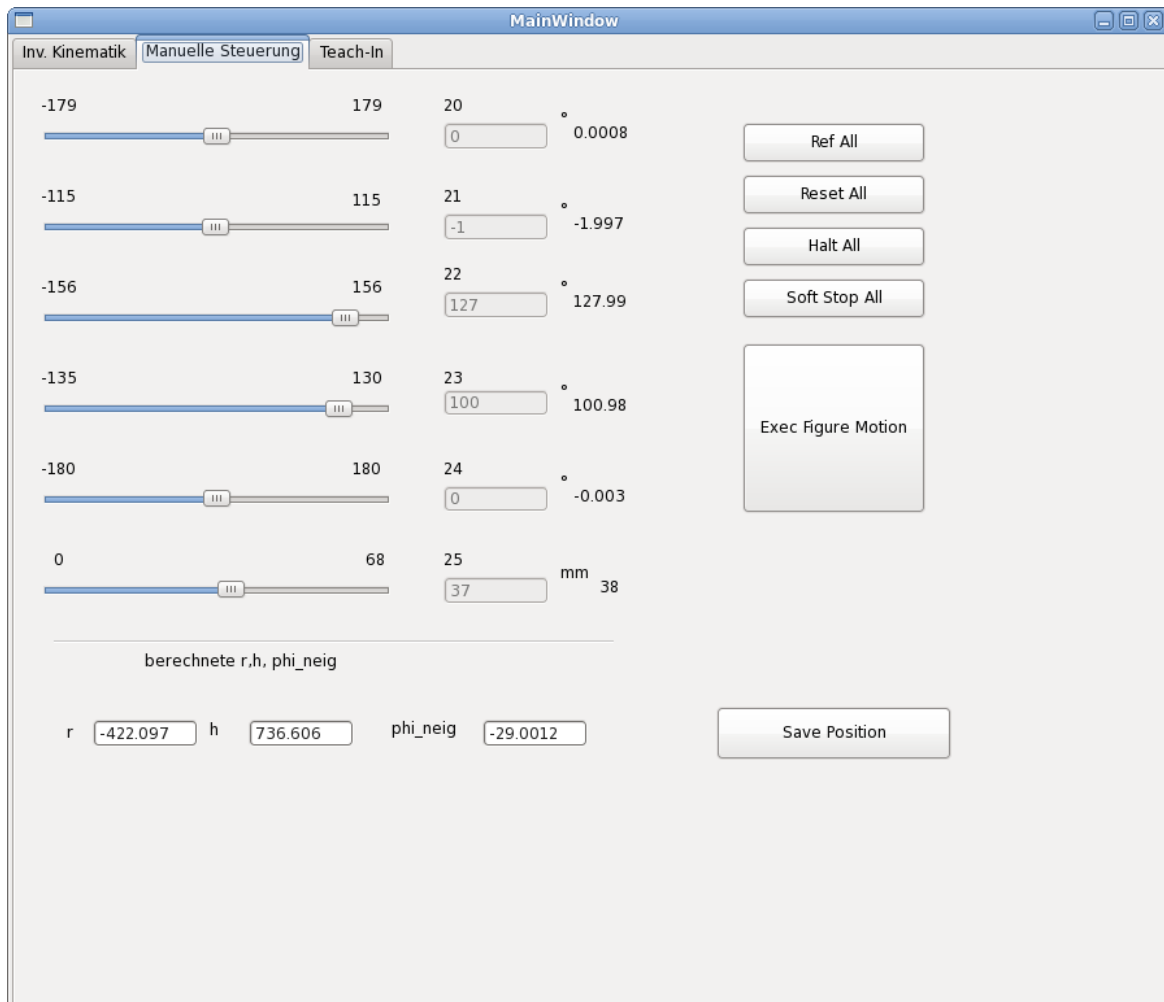 MainWindow
Inv. Kinematik Manuelle Steuerung Teach-In
-179 179 20 °
0 0.0008
Ref All
-115 115 21 °
-1 -1.997
Reset All
Halt All
-156 156 22 °
127 127.99
Soft Stop All
-135 130 23 °
100 100.98
Exec Figure Motion
-180 180 24 °
0 -0.003
0 68 25 mm
37 38
berechnete r,h, phi_neig
r -422.097 h 736.606 phi_neig -29.0012 Save Position